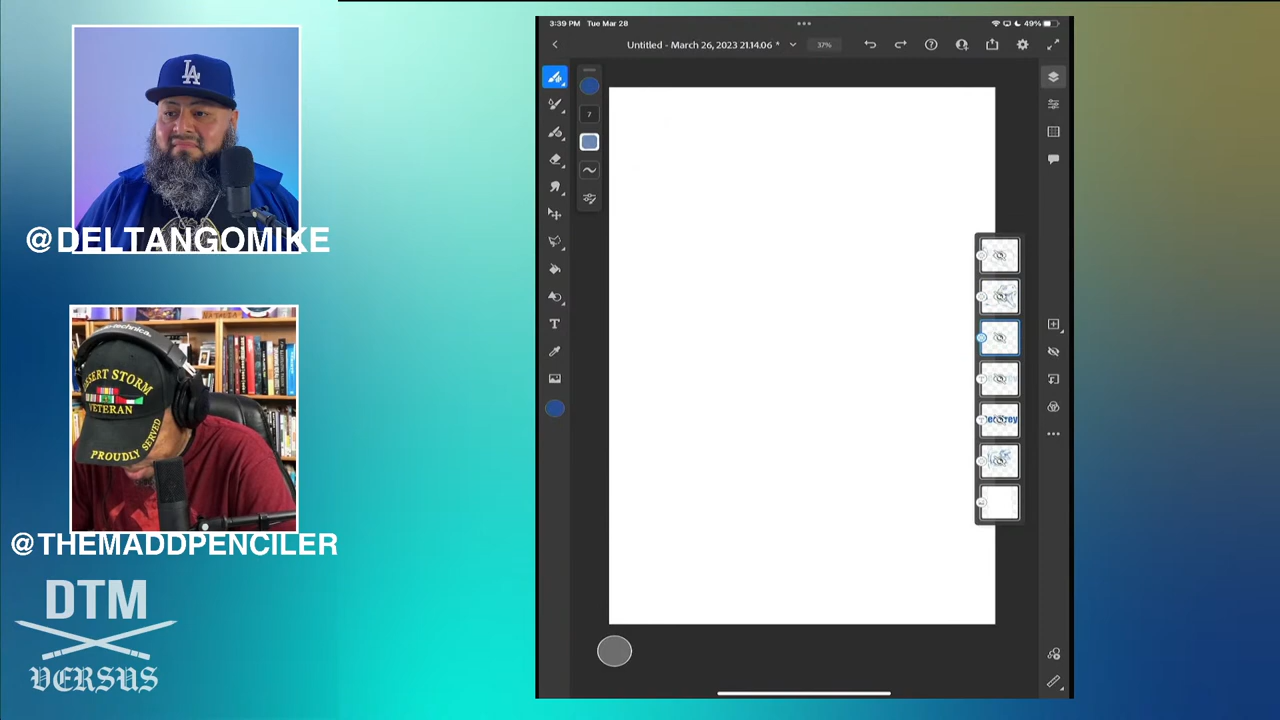 3:39 PM Tue Mar 28
49%
Untitled - March 26, 2023 21.14.06 *
37%
7
T
LA
@DELTANGOMIKE
DESERT STORM
VETERAN
PROUDLY SERVED
@THEMADDPENCILER
DTM
VERSUS